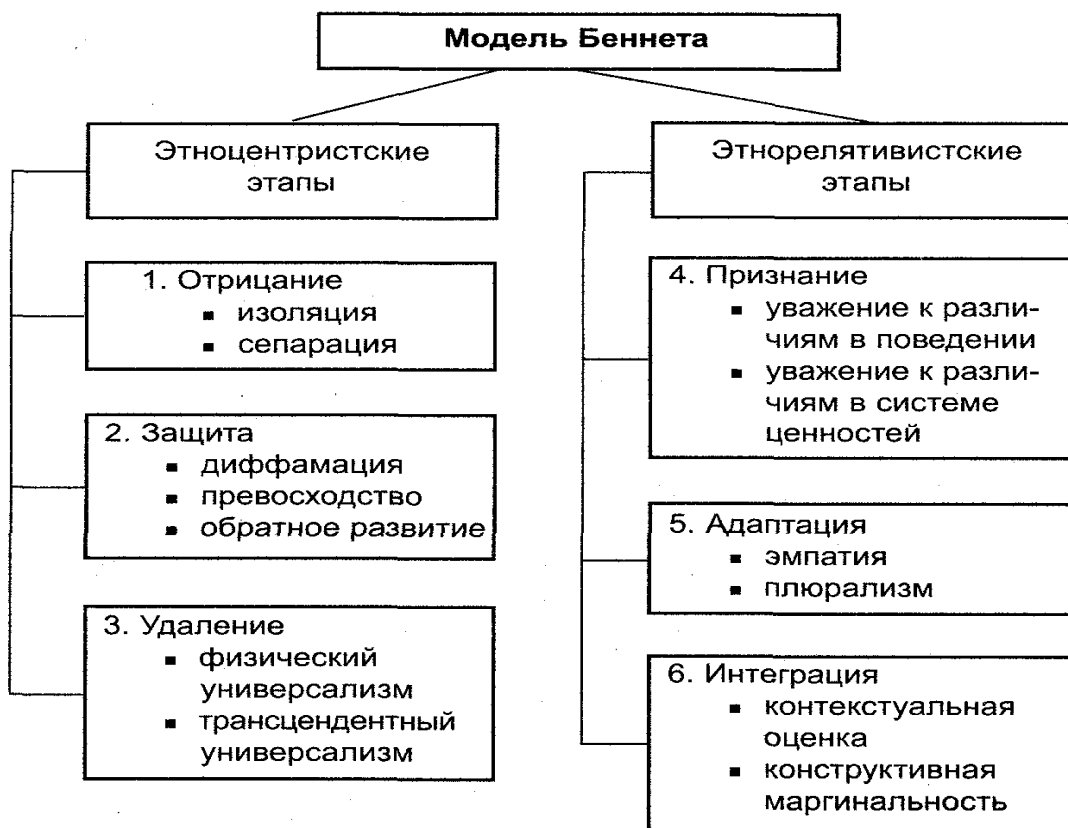 Модель Беннета
Этноцентристские
этапы
1. Отрицание
▪ изоляция
▪ сепарация
2. Защита
▪ диффамация
▪ превосходство
▪ обратное развитие
3. Удаление
▪ физический
универсализм
▪ трансцендентный
универсализм
Этнорелятивистские
этапы
4. Признание
▪ уважение к разли-
чиям в поведении
▪ уважение к разли-
чиям в системе
ценностей
5. Адаптация
▪ эмпатия
▪ плюрализм
6. Интеграция
▪ контекстуальная
оценка
▪ конструктивная
маргинальность